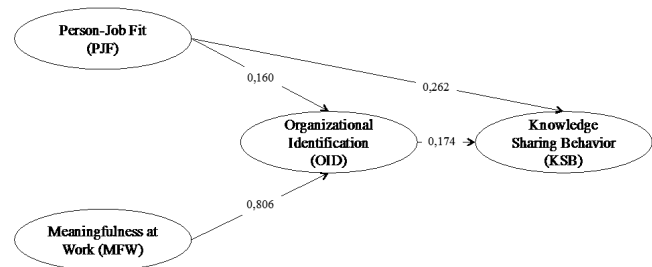 Person-Job Fit
(PJF)
0,160
0,262
Organizational
Identification
(OID)
0,174
Knowledge
Sharing Behavior
(KSB)
0,806
Meaningfulness at
Work (MFW)